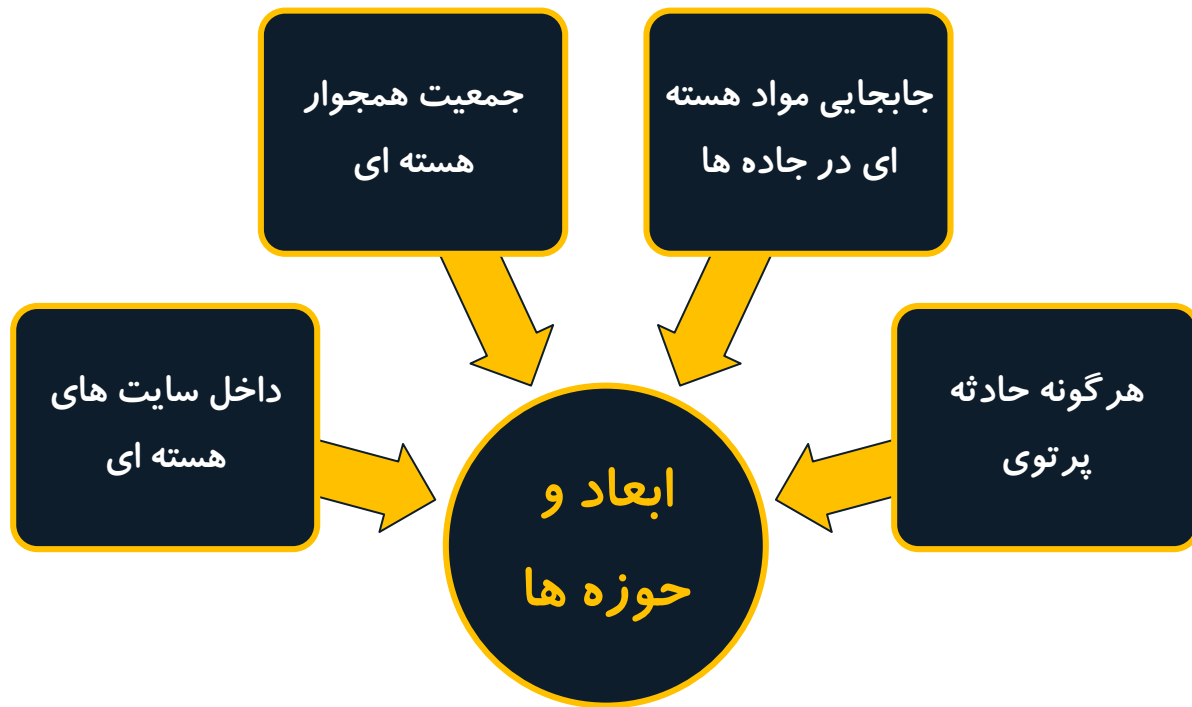 جابجایی مواد هسته
ای در جاده ها
جمعیت همجوار
هسته ای
هرگونه حادثه
پرتوی
داخل سایت های
هسته ای
ابعاد و
حوزه ها